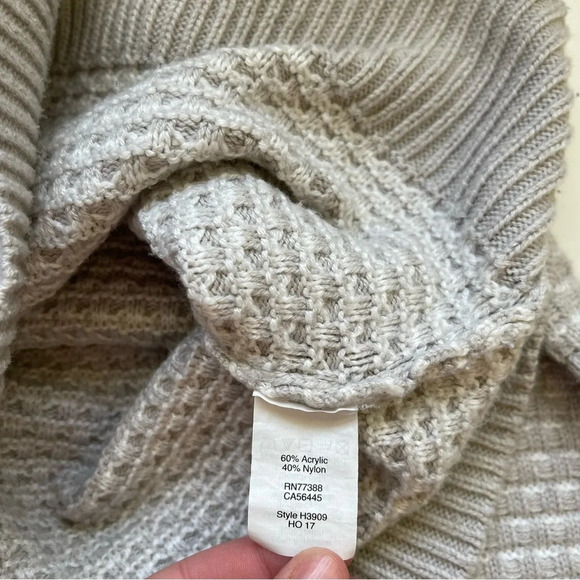 60% Acrylic
40% Nylon
RN77388
CA56445
Style H3909
HO 17